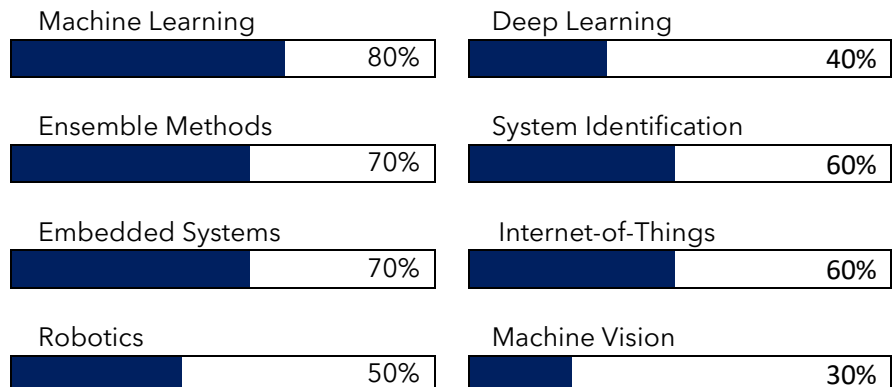 Machine Learning
80%
Deep Learning
40%
Ensemble Methods
70%
System Identification
60%
Embedded Systems
70%
Internet-of-Things
60%
Robotics
50%
Machine Vision
30%